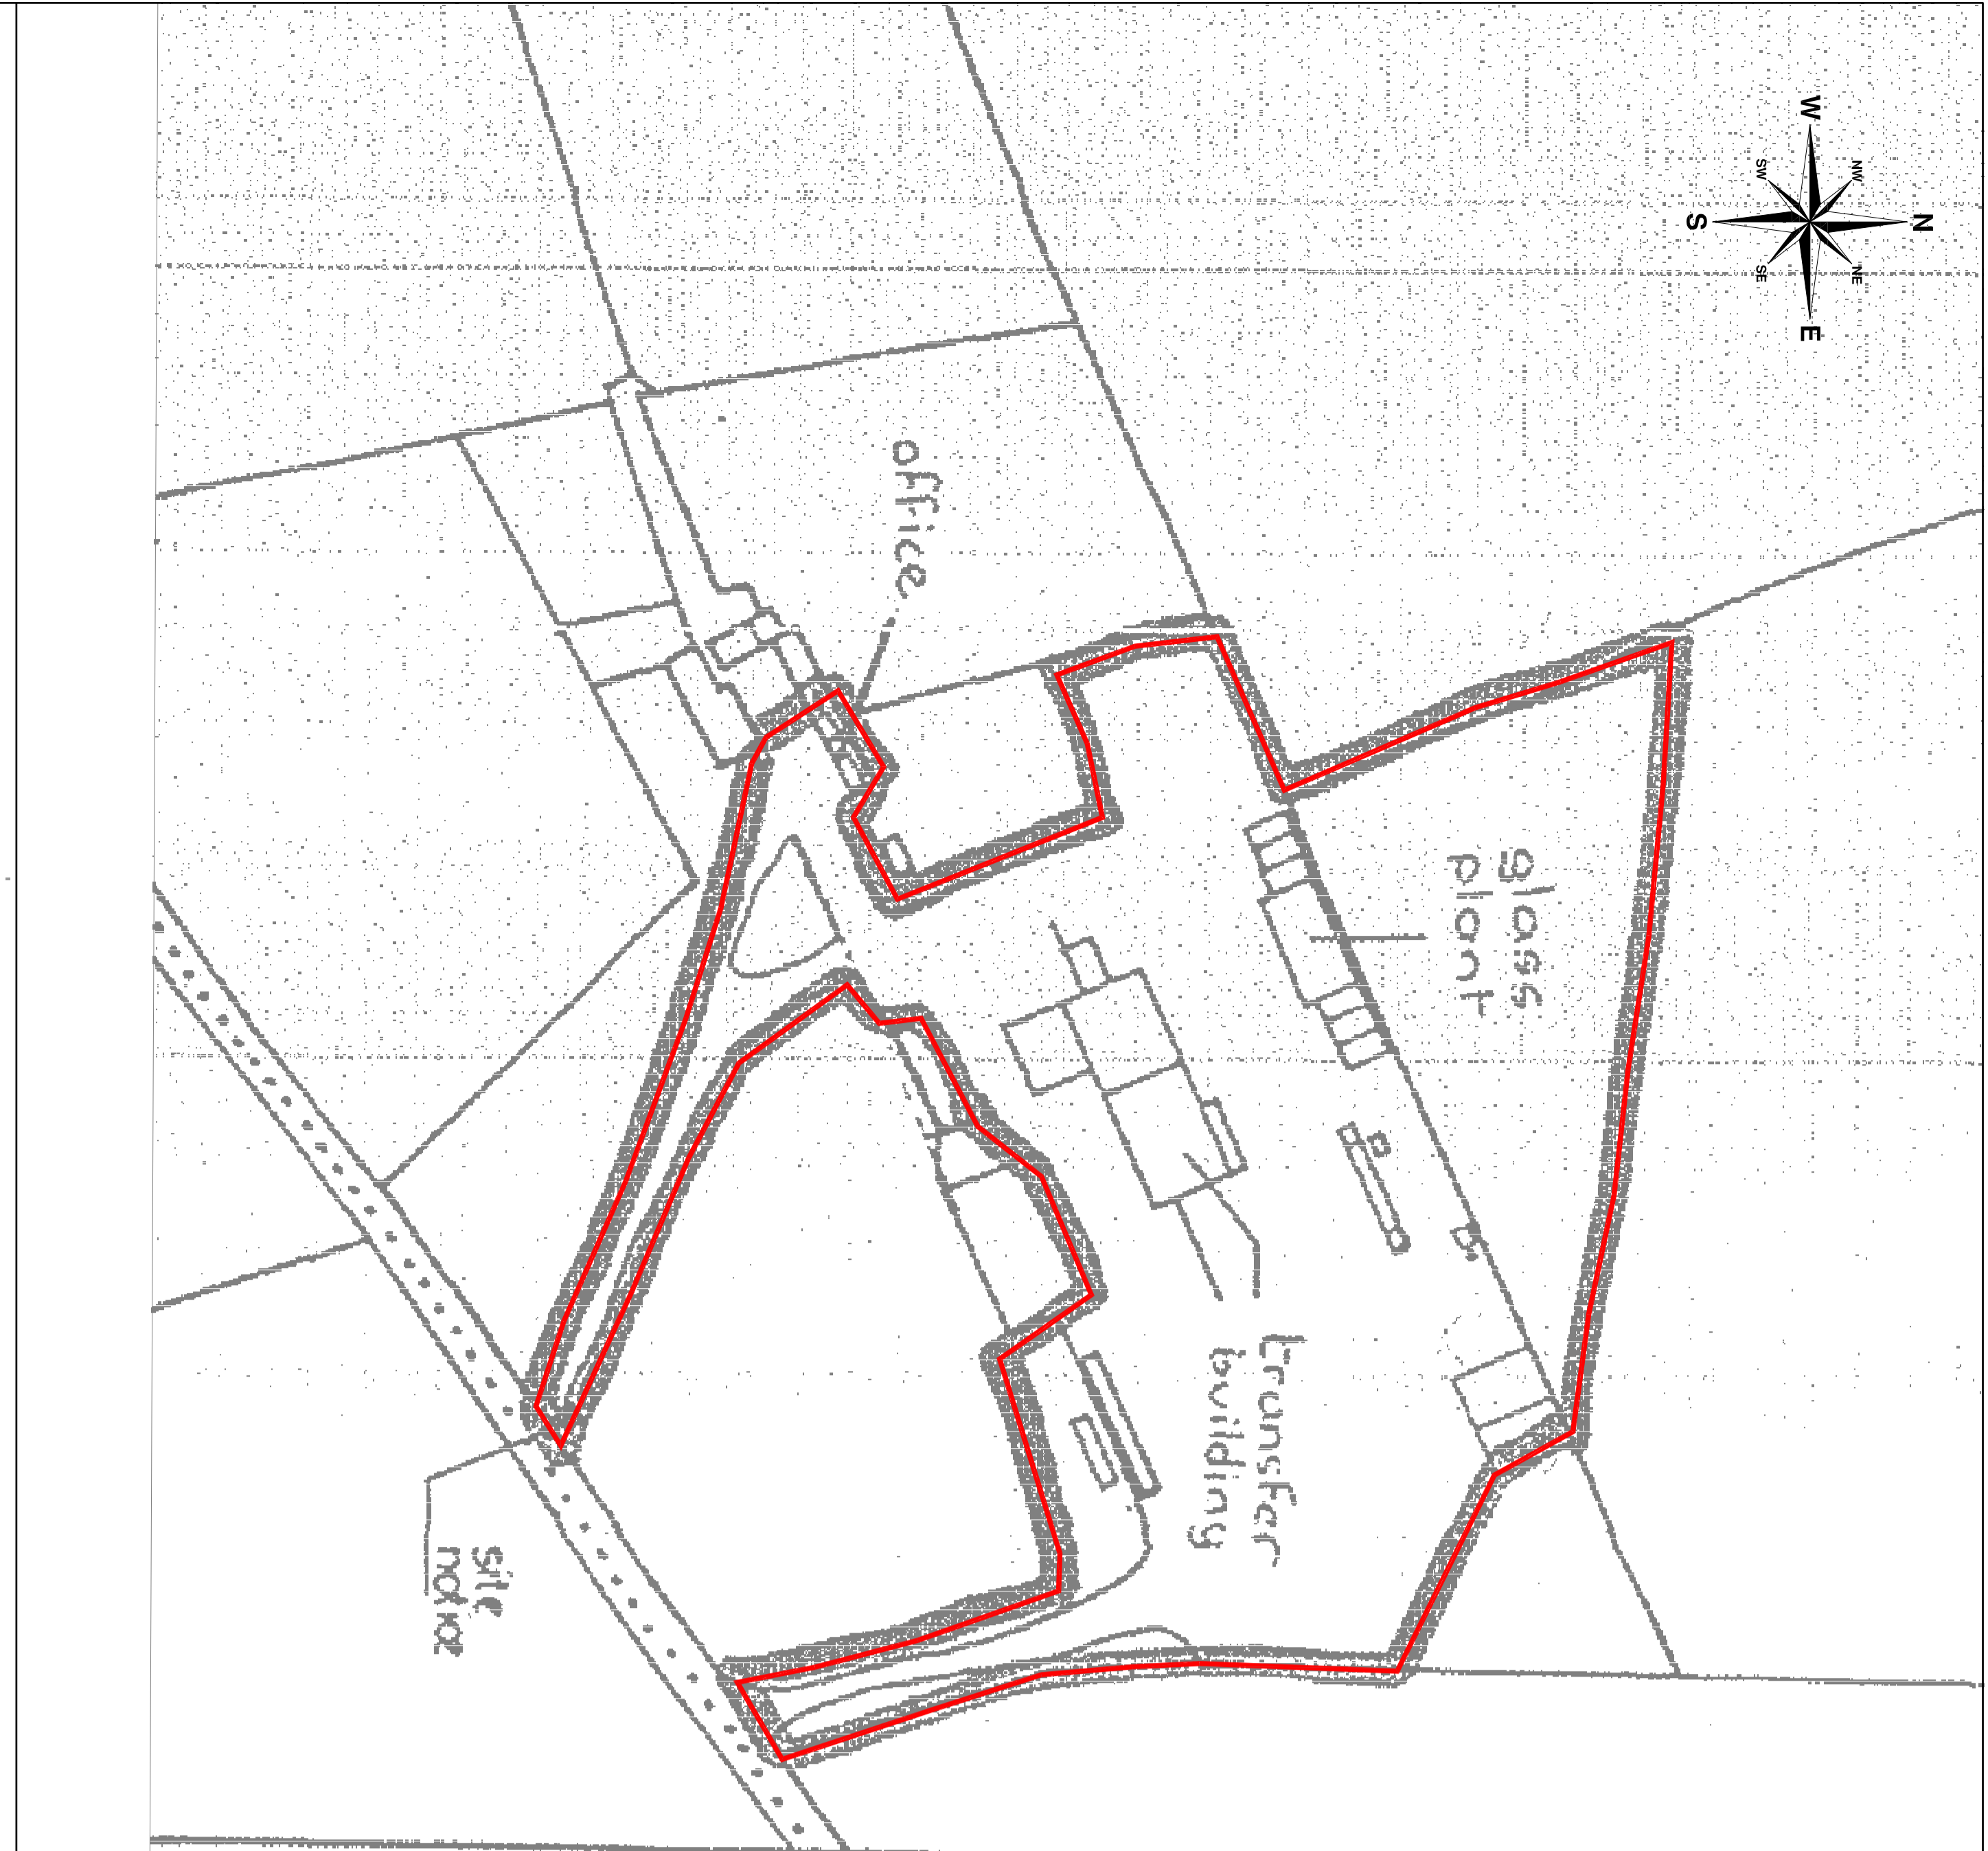 W
NW
N
NE
E
SE
S
SW
office
glass
plant
transfer
building
site
notice